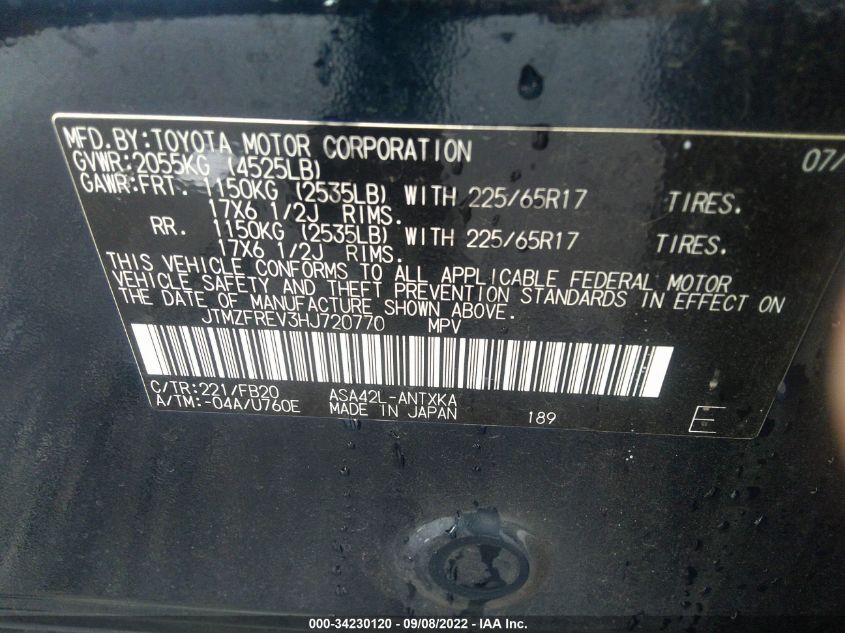 MFD.BY:TOYOTA MOTOR CORPORATION 07/
GVWR:2055KG (4525LB)
GAWR:FRT. 1150KG (2535LB) WITH 225/65R17 TIRES.
17X6 1/2J RIMS.
RR. 1150KG (2535LB) WITH 225/65R17 TIRES.
17X6 1/2J RIMS.
THIS VEHICLE CONFORMS TO ALL APPLICABLE FEDERAL MOTOR
VEHICLE SAFETY AND THEFT PREVENTION STANDARDS IN EFFECT ON
THE DATE OF MANUFACTURE SHOWN ABOVE.
JTMZFREV3HJ720770 MPV
C/TR:221/FB20 ASA42L-ANTXKA
A/TM:-04A/U760E MADE IN JAPAN 189 E
000-34230120 - 09/08/2022 - IAA Inc.